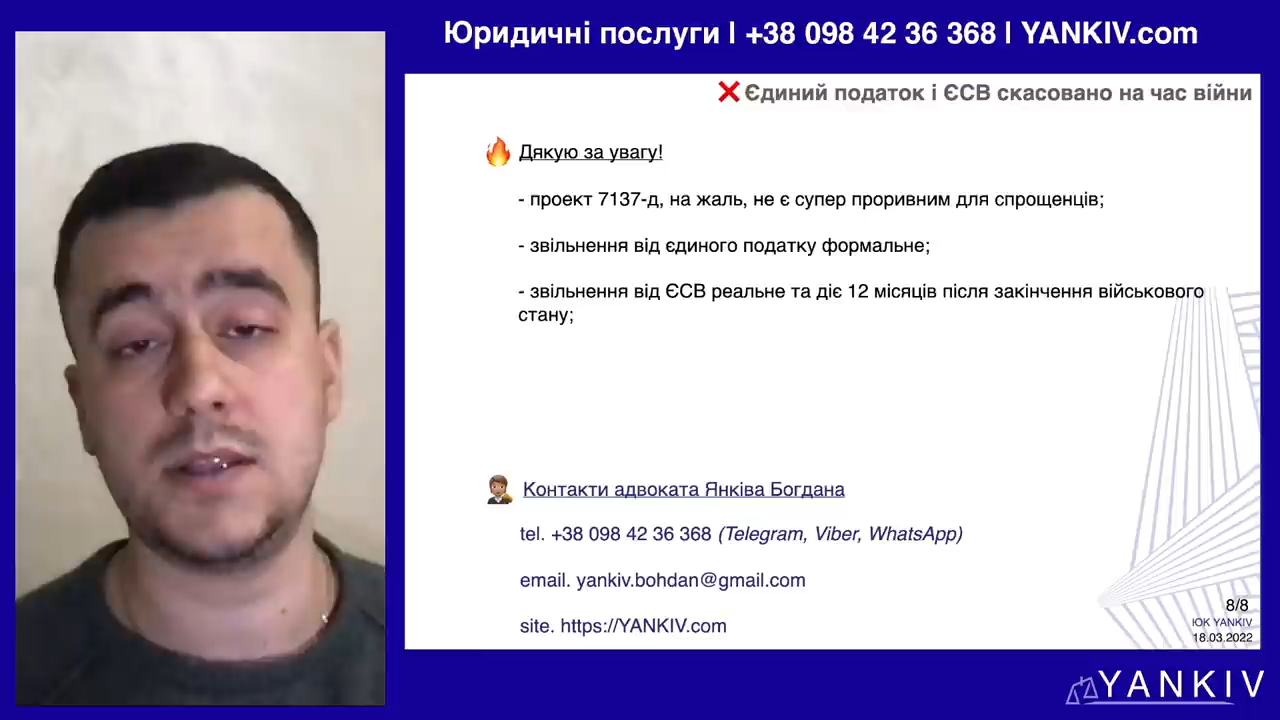 Юридичні послуги | +38 098 42 36 368 | YANKIV.com
Єдиний податок і ЄСВ скасовано на час війни
Дякую за увагу!
- проект 7137-д, на жаль, не є супер проривним для спрощенців;
- звільнення від єдиного податку формальне;
- звільнення від ЄСВ реальне та діє 12 місяців після закінчення військового
стану;
Контакти адвоката Янківа Богдана
tel. +38 098 42 36 368 (Telegram, Viber, WhatsApp)
email. yankiv.bohdan@gmail.com
site. https://YANKIV.com
8/8
ЮК YANKIV
18.03.2022
YANKIV